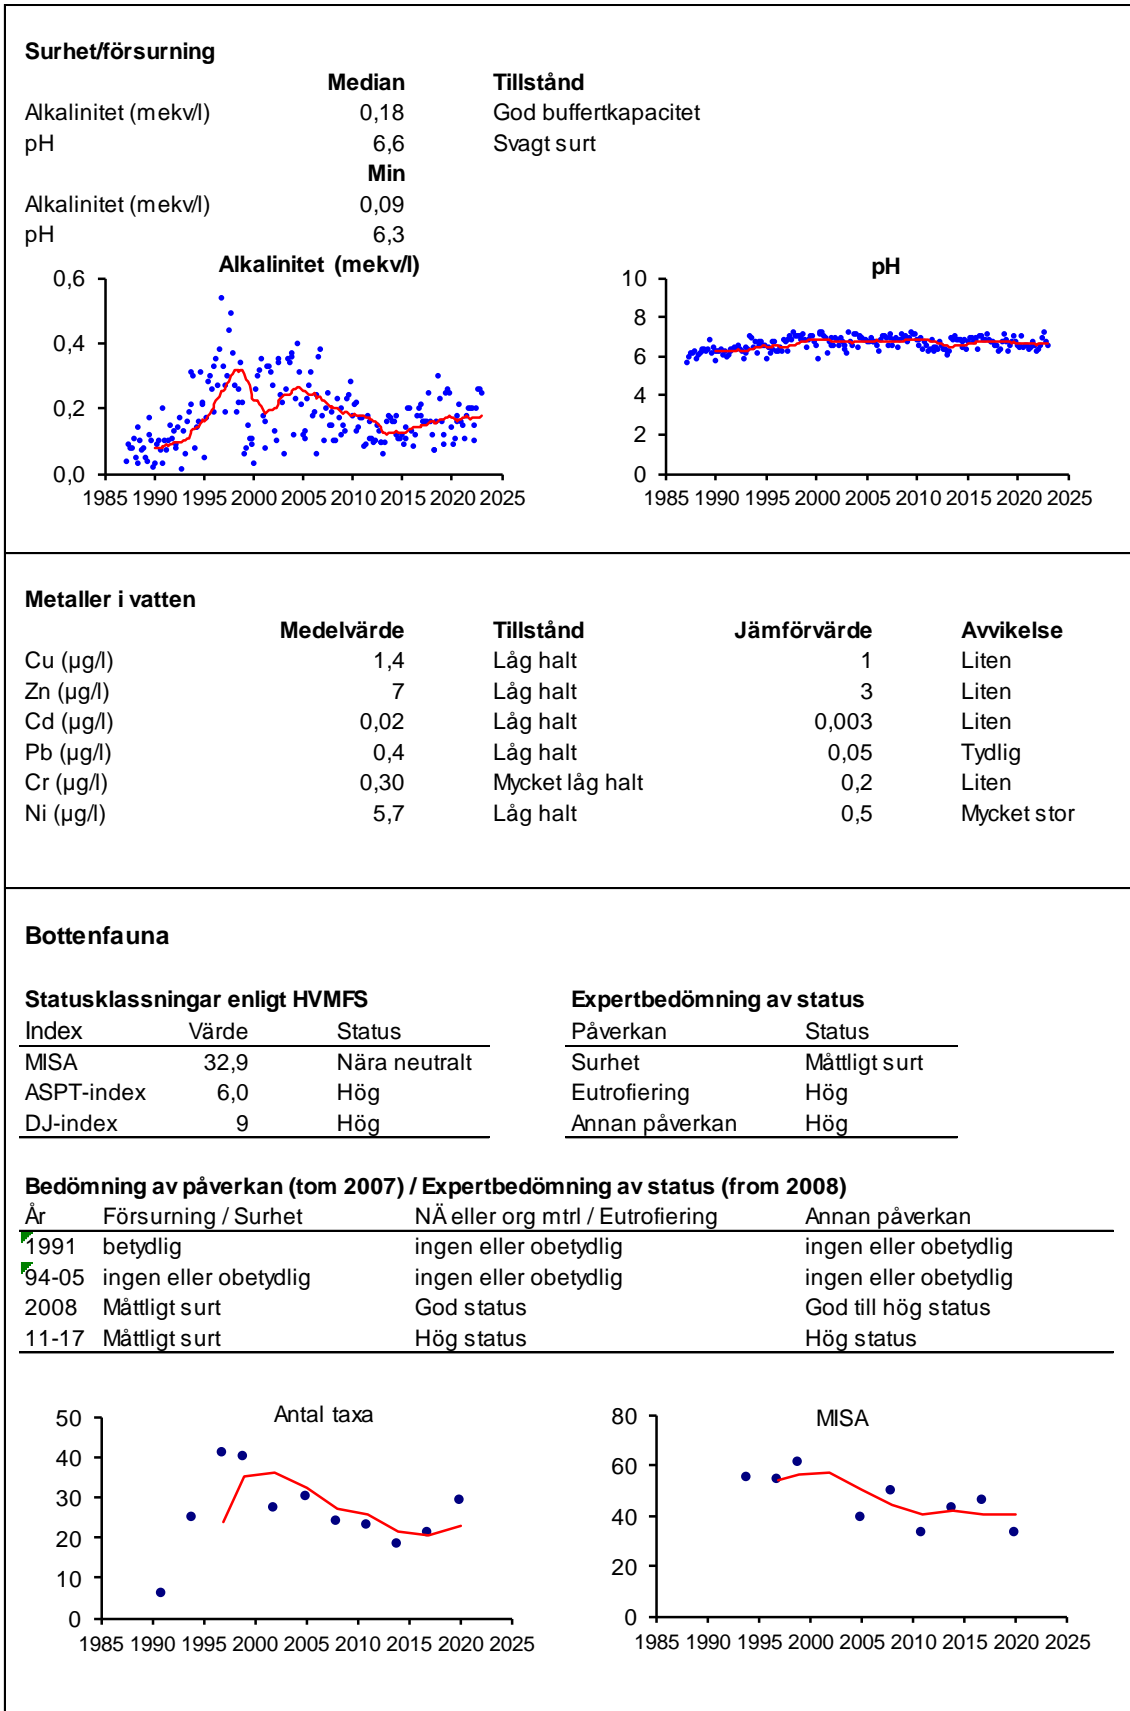 Surhet/försurning
Median Tillstånd
Alkalinitet (mekv/l) 0,18 God buffertkapacitet
pH 6,6 Svagt surt
Min
Alkalinitet (mekv/l) 0,09
pH 6,3
Alkalinitet (mekv/l)
0,6
0,4
0,2
0,0
1985 1990 1995 2000 2005 2010 2015 2020 2025
pH
10
8
6
4
2
0
1985 1990 1995 2000 2005 2010 2015 2020 2025
Metaller i vatten
Medelvärde Tillstånd Jämförvärde Avvikelse
Cu (µg/l) 1,4 Låg halt 1 Liten
Zn (µg/l) 7 Låg halt 3 Liten
Cd (µg/l) 0,02 Låg halt 0,003 Liten
Pb (µg/l) 0,4 Låg halt 0,05 Tydlig
Cr (µg/l) 0,30 Mycket låg halt 0,2 Liten
Ni (µg/l) 5,7 Låg halt 0,5 Mycket stor
Bottenfauna
Statusklassningar enligt HVMFS
Index Värde Status
MISA 32,9 Nära neutralt
ASPT-index 6,0 Hög
DJ-index 9 Hög
Expertbedömning av status
Påverkan Status
Surhet Måttligt surt
Eutrofiering Hög
Annan påverkan Hög
Bedömning av påverkan (tom 2007) / Expertbedömning av status (from 2008)
År Försurning / Surhet NÄ eller org mtrl / Eutrofiering Annan påverkan
1991 betydlig ingen eller obetydlig ingen eller obetydlig
94-05 ingen eller obetydlig ingen eller obetydlig ingen eller obetydlig
2008 Måttligt surt God status God till hög status
11-17 Måttligt surt Hög status Hög status
Antal taxa
50
40
30
20
10
0
1985 1990 1995 2000 2005 2010 2015 2020 2025
MISA
80
60
40
20
0
1985 1990 1995 2000 2005 2010 2015 2020 2025